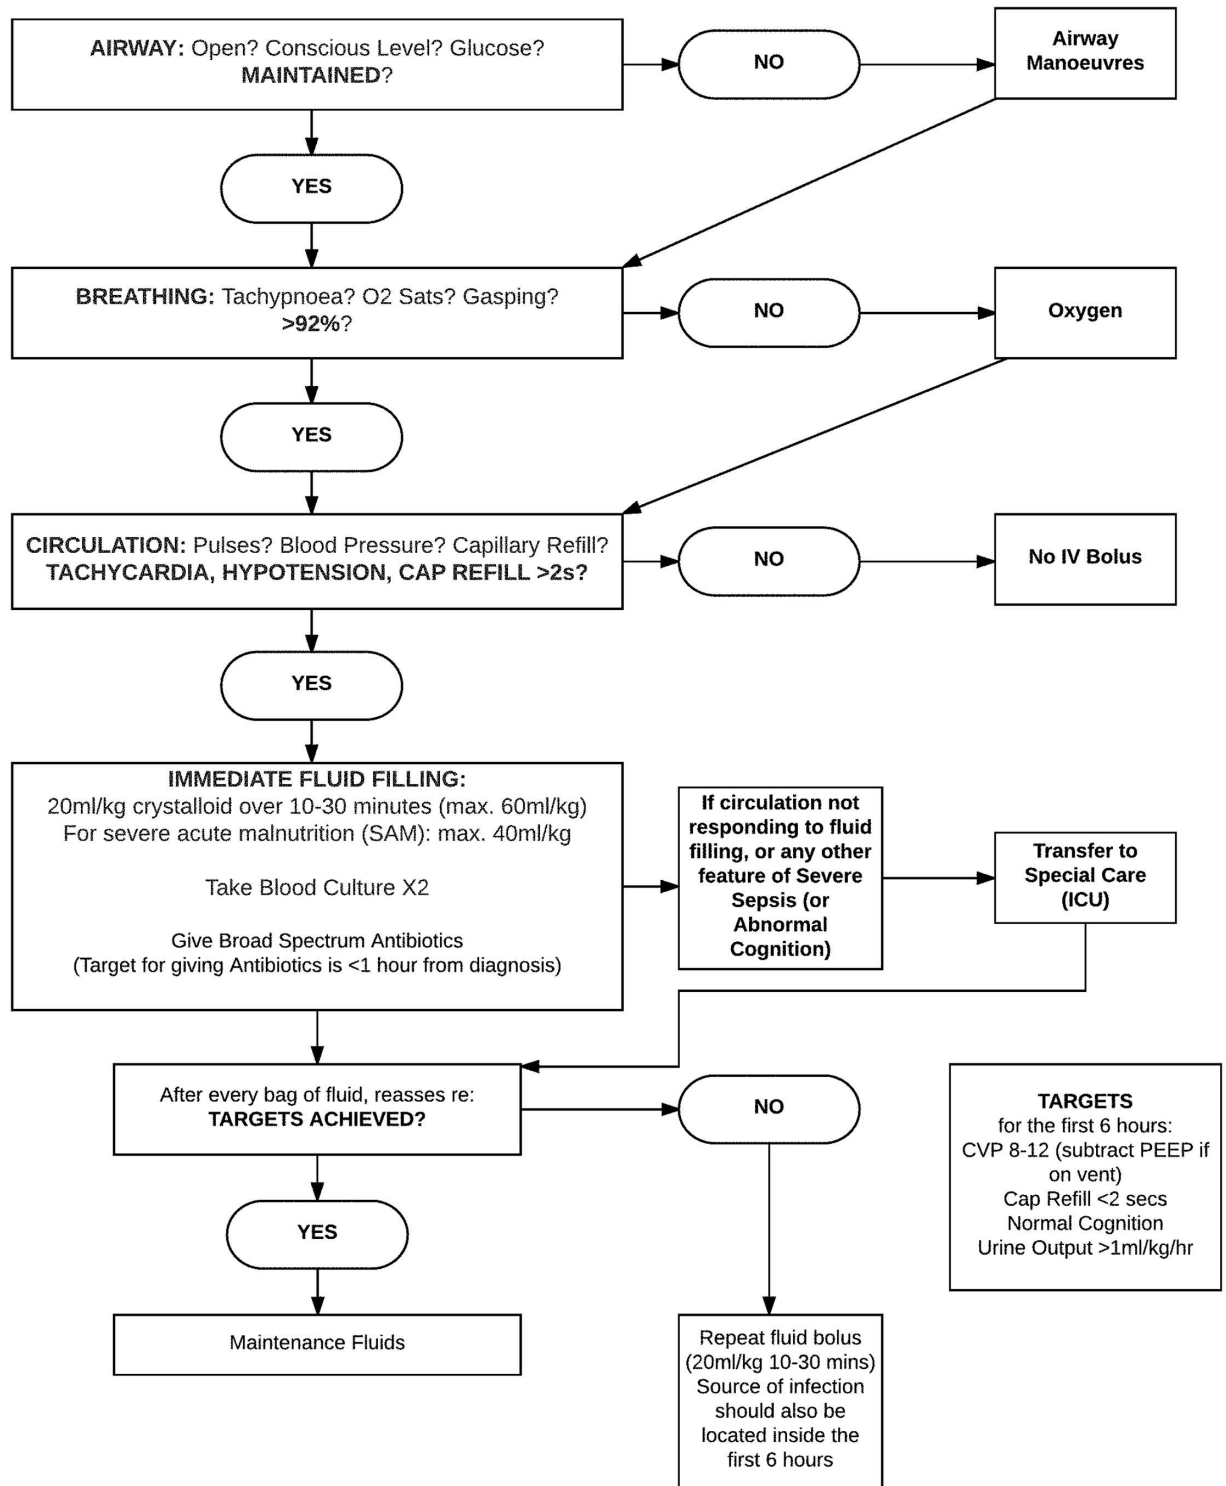 AIRWAY: Open? Conscious Level? Glucose?
MAINTAINED?
NO
Airway
Manoeuvres
YES
BREATHING: Tachypnoea? O2 Sats? Gasping?
>92%?
NO
Oxygen
YES
CIRCULATION: Pulses? Blood Pressure? Capillary Refill?
TACHYCARDIA, HYPOTENSION, CAP REFILL >2s?
NO
No IV Bolus
YES
IMMEDIATE FLUID FILLING:
20ml/kg crystalloid over 10-30 minutes (max. 60ml/kg)
For severe acute malnutrition (SAM): max. 40ml/kg
Take Blood Culture X2
Give Broad Spectrum Antibiotics
(Target for giving Antibiotics is <1 hour from diagnosis)
If circulation not
responding to fluid
filling, or any other
feature of Severe
Sepsis (or
Abnormal
Cognition)
Transfer to
Special Care
(ICU)
After every bag of fluid, reasses re:
TARGETS ACHIEVED?
NO
TARGETS
for the first 6 hours:
CVP 8-12 (subtract PEEP if
on vent)
Cap Refill <2 secs
Normal Cognition
Urine Output >1ml/kg/hr
YES
Maintenance Fluids
Repeat fluid bolus
(20ml/kg 10-30 mins)
Source of infection
should also be
located inside the
first 6 hours